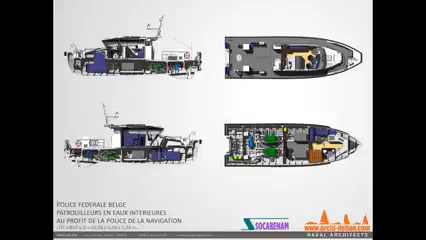 POLICE FEDERALE BELGE
PATROUILLEURS EN EAUX INTERIEURES
AU PROFIT DE LA POLICE DE LA NAVIGATION
SOCARENAM
www.archi-delion.com
NAVAL ARCHITECTS